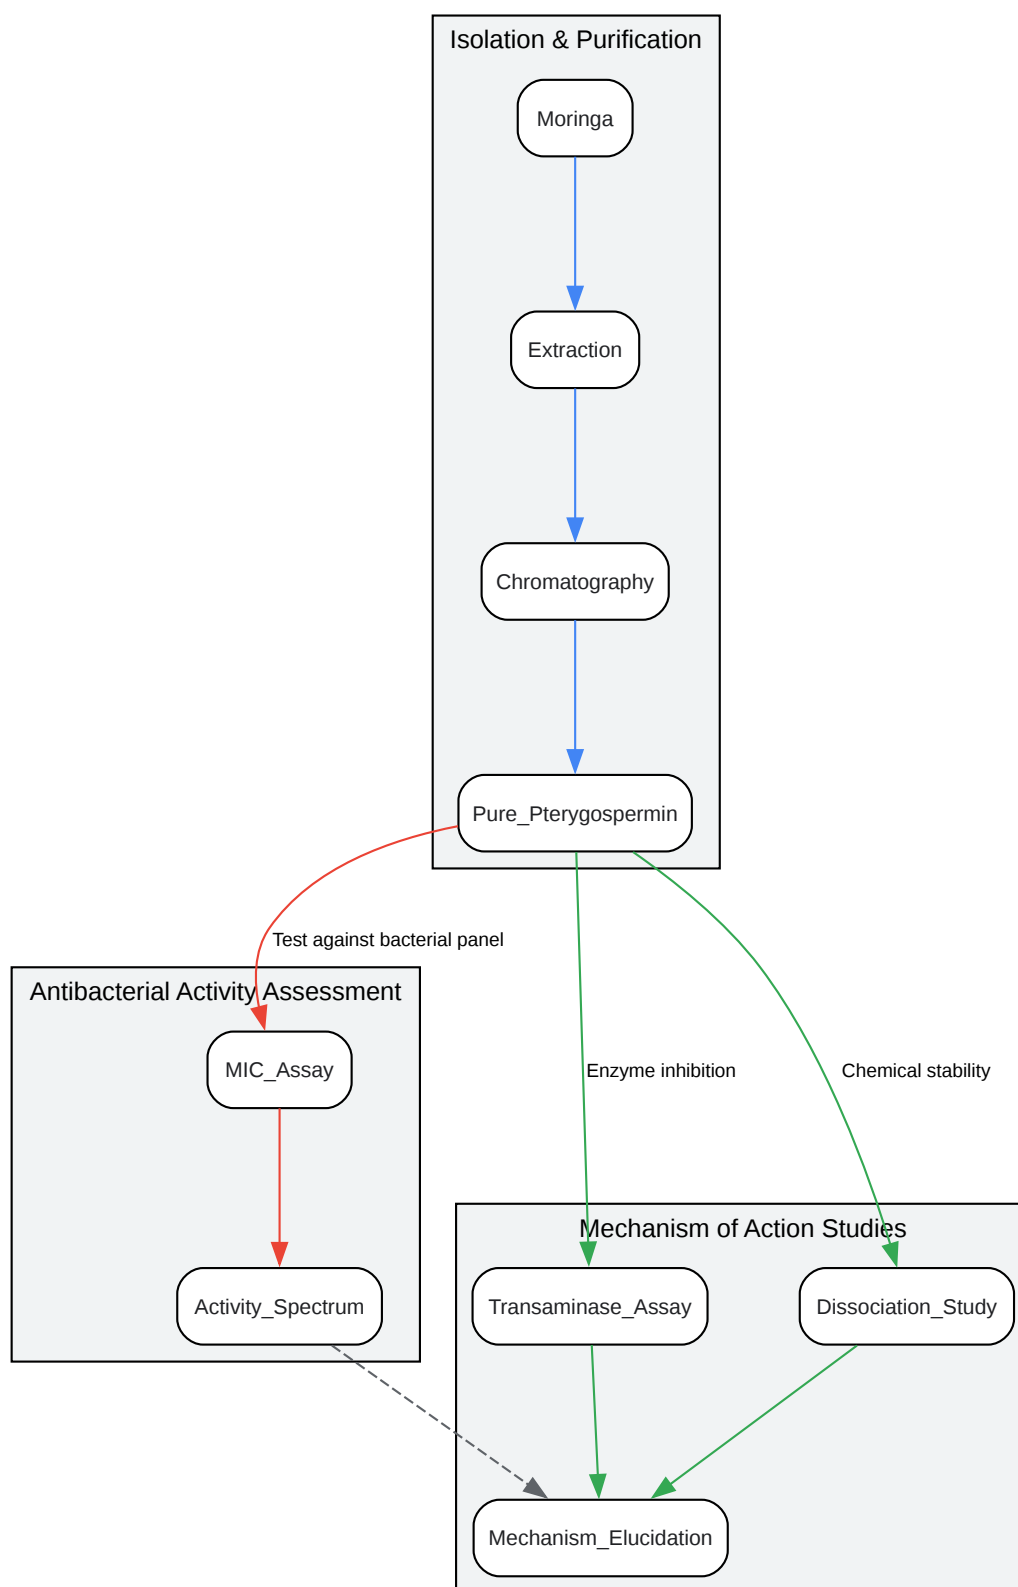 Isolation & Purification
Moringa
Extraction
Chromatography
Pure_Pterygospermin
Test against bacterial panel
Antibacterial Activity Assessment
MIC_Assay
Enzyme inhibition
Chemical stability
Mechanism of Action Studies
Activity_Spectrum
Transaminase_Assay
Dissociation_Study
Mechanism_Elucidation